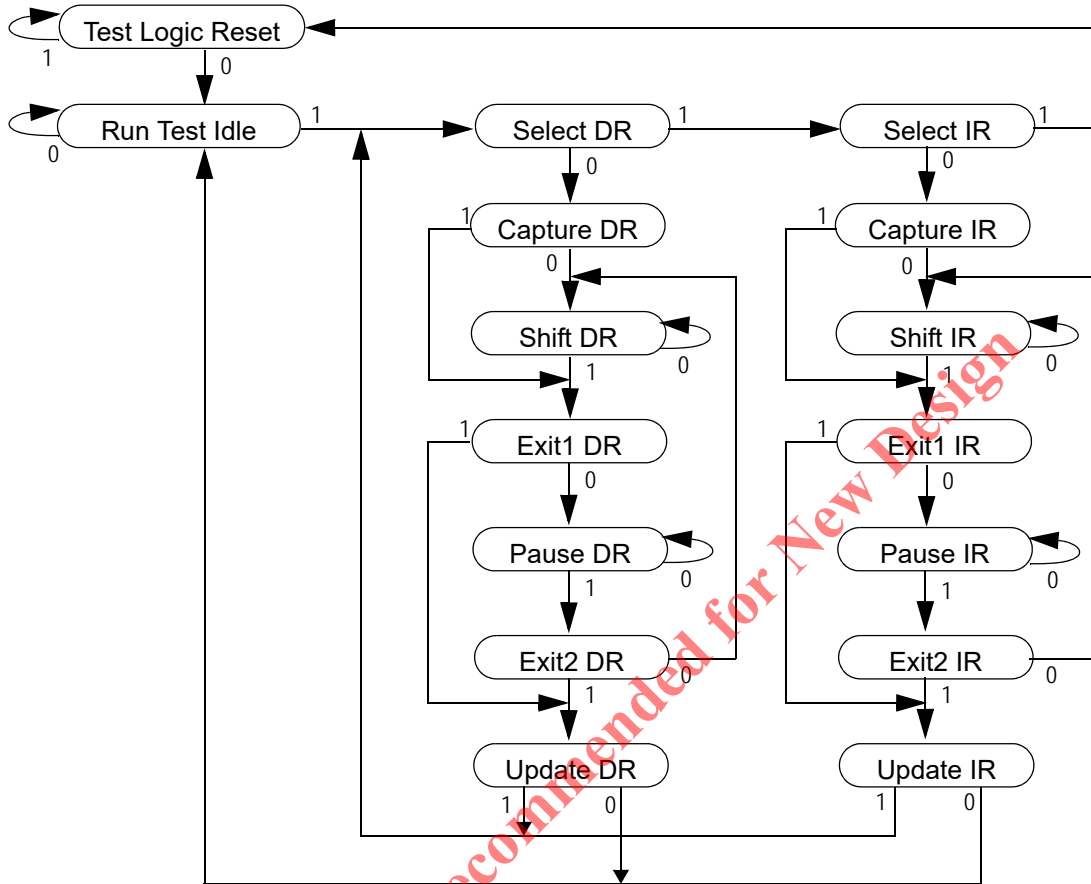 Test Logic Reset
1
0
Run Test Idle
0
1
Select DR
1
Select IR
1
0
0
1
Capture DR
1
Capture IR
0
0
Shift DR
0
Shift IR
0
1
1
1
Exit1 DR
1
Exit1 IR
0
0
Pause DR
0
Pause IR
0
1
1
Exit2 DR
0
Exit2 IR
0
1
1
Update DR
Update IR
1
0
1
0
ecommended for New Design